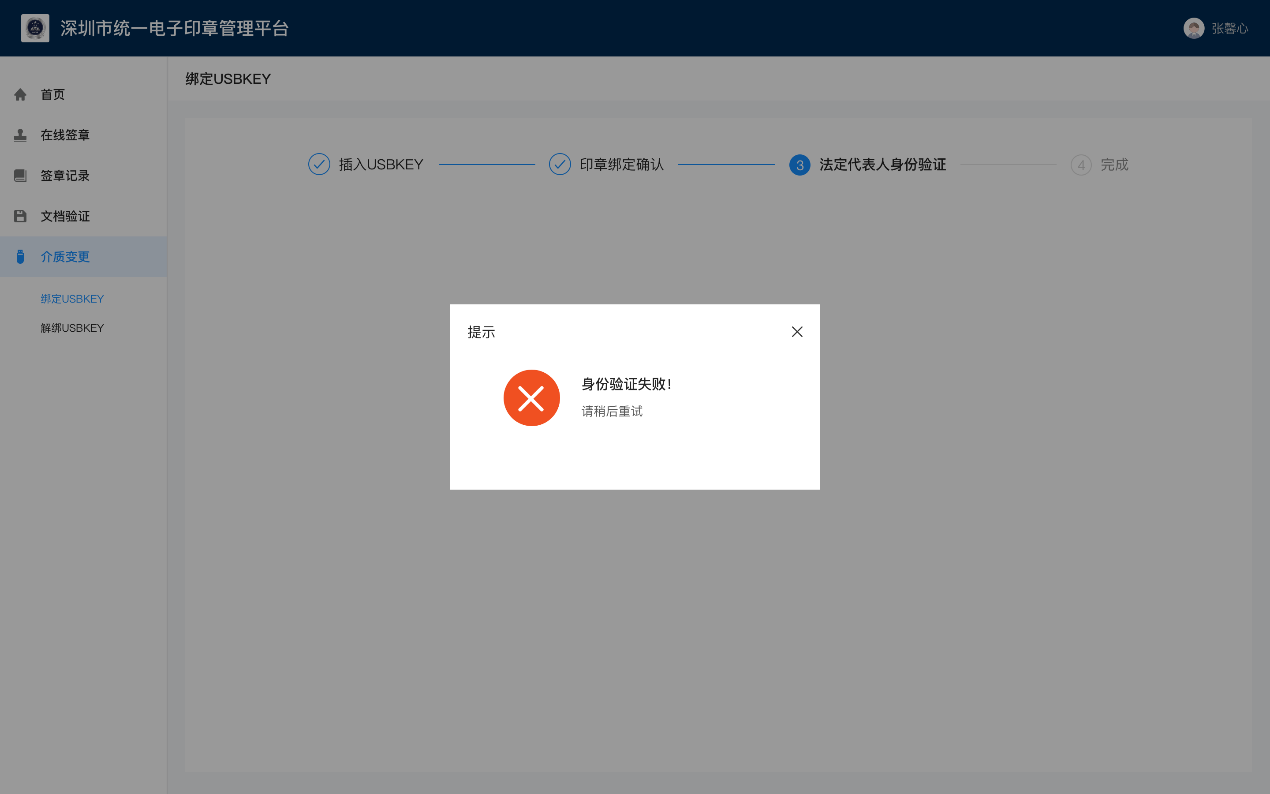 深圳市统一电子印章管理平台
张馨心
首页
在线签章
签章记录
文档验证
介质变更
绑定USBKEY
解绑USBKEY
绑定USBKEY
插入USBKEY
印章绑定确认
3 法定代表人身份验证
4 完成
提示
身份验证失败！
请稍后重试